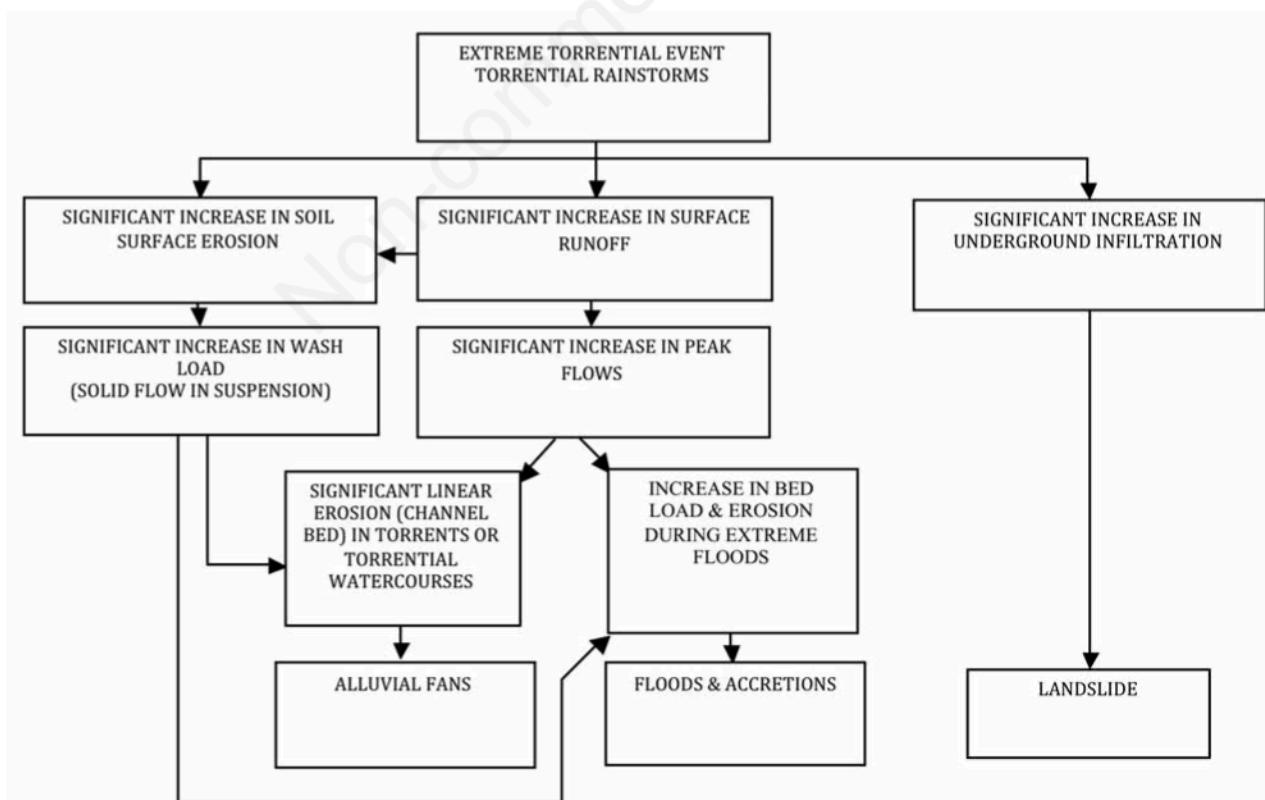 EXTREME TORRENTIAL EVENT
TORRENTIAL RAINSTORMS
SIGNIFICANT INCREASE IN SOIL
SURFACE EROSION
SIGNIFICANT INCREASE IN SURFACE
RUNOFF
SIGNIFICANT INCREASE IN
UNDERGROUND INFILTRATION
SIGNIFICANT INCREASE IN WASH
LOAD
(SOLID FLOW IN SUSPENSION)
SIGNIFICANT INCREASE IN PEAK
FLOWS
SIGNIFICANT LINEAR
EROSION (CHANNEL
BED) IN TORRENTS OR
TORRENTIAL
WATERCOURSES
INCREASE IN BED
LOAD & EROSION
DURING EXTREME
FLOODS
ALLUVIAL FANS
FLOODS & ACCRETIONS
LANDSLIDE